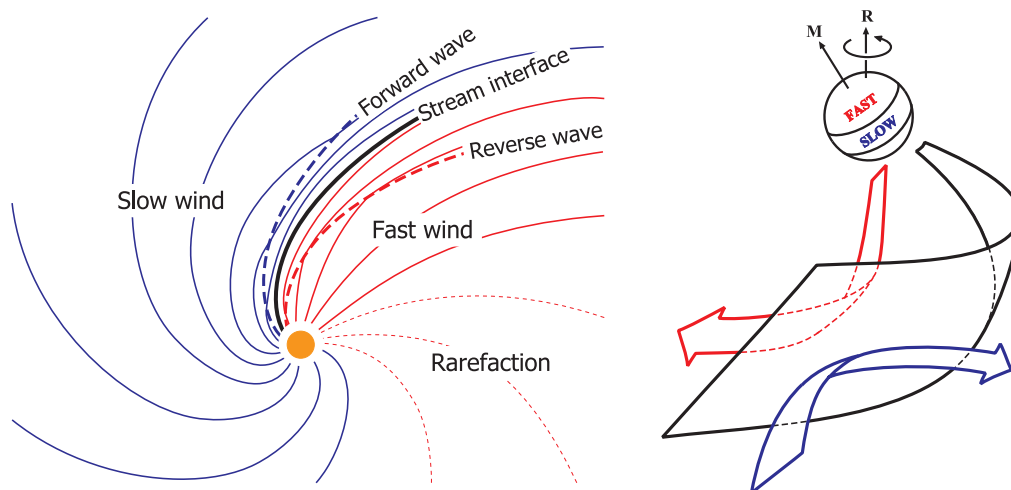 Forward wave
Stream interface
Reverse wave
Slow wind
Fast wind
Rarefaction
M
R
FAST
SLOW